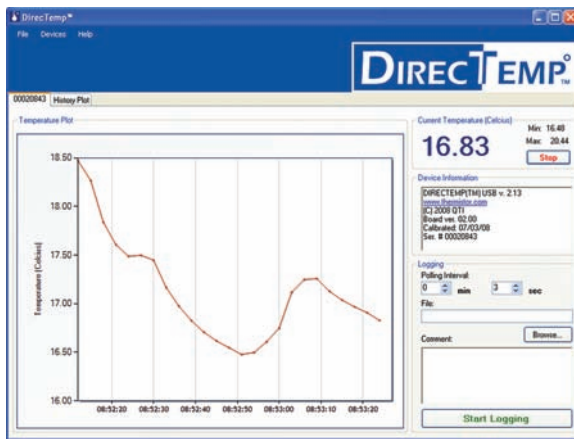 DirecTemp™
File Devices Help
DIRECTEMP°™
00020843 History Plot
Temperature Plot
18.50
18.00
17.50
17.00
16.50
16.00
Temperature (Celcius)
08:52:20 08:52:30 08:52:40 08:52:50 08:53:00 08:53:10 08:53:20
Current Temperature (Celcius)
16.83
Min: 16.48
Max: 20.44
Stop
Device Information
DIRECTEMP(TM) USB v. 2.13
www.thermistor.com
(C) 2008 QTI
Board ver. 02.00
Calibrated: 07/03/08
Ser. # 00020843
Logging
Polling Interval:
0 min 3 sec
File:
Browse...
Comment:
Start Logging